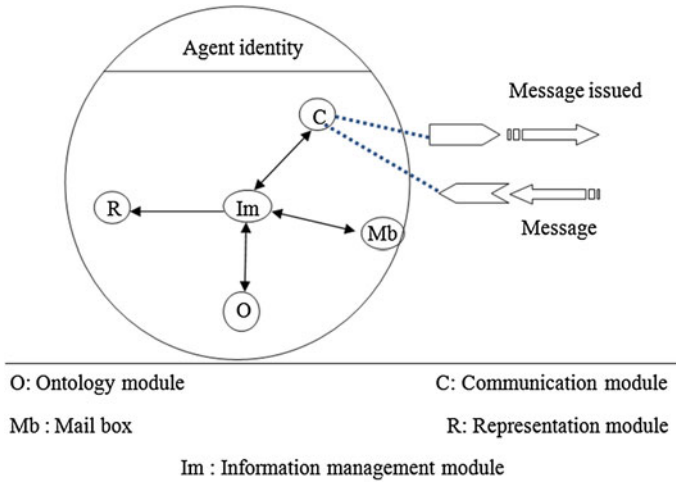 Agent identity
Message issued
C
R
Im
Mb
Message
O
O: Ontology module
C: Communication module
Mb : Mail box
R: Representation module
Im : Information management module